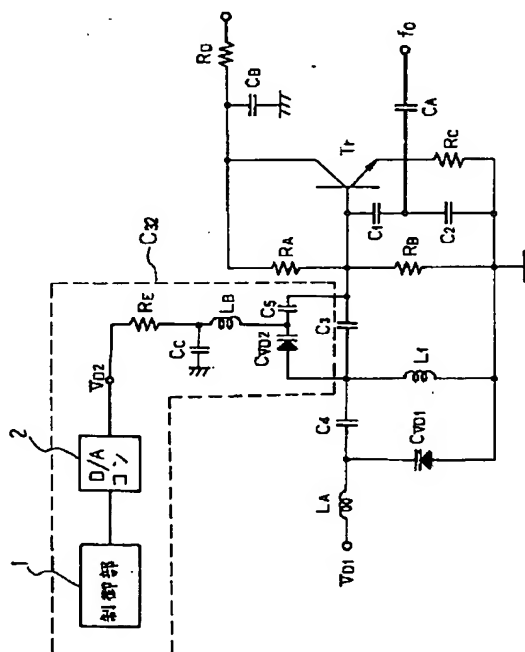 C32
1
制御部
2
D/A
コン
VD2
RE
CC
LB
CVD2
C5
RD
CB
RA
Tr
C1
CA
fo
RB
C2
RC
C3
C4
L1
LA
CVD1
VD1